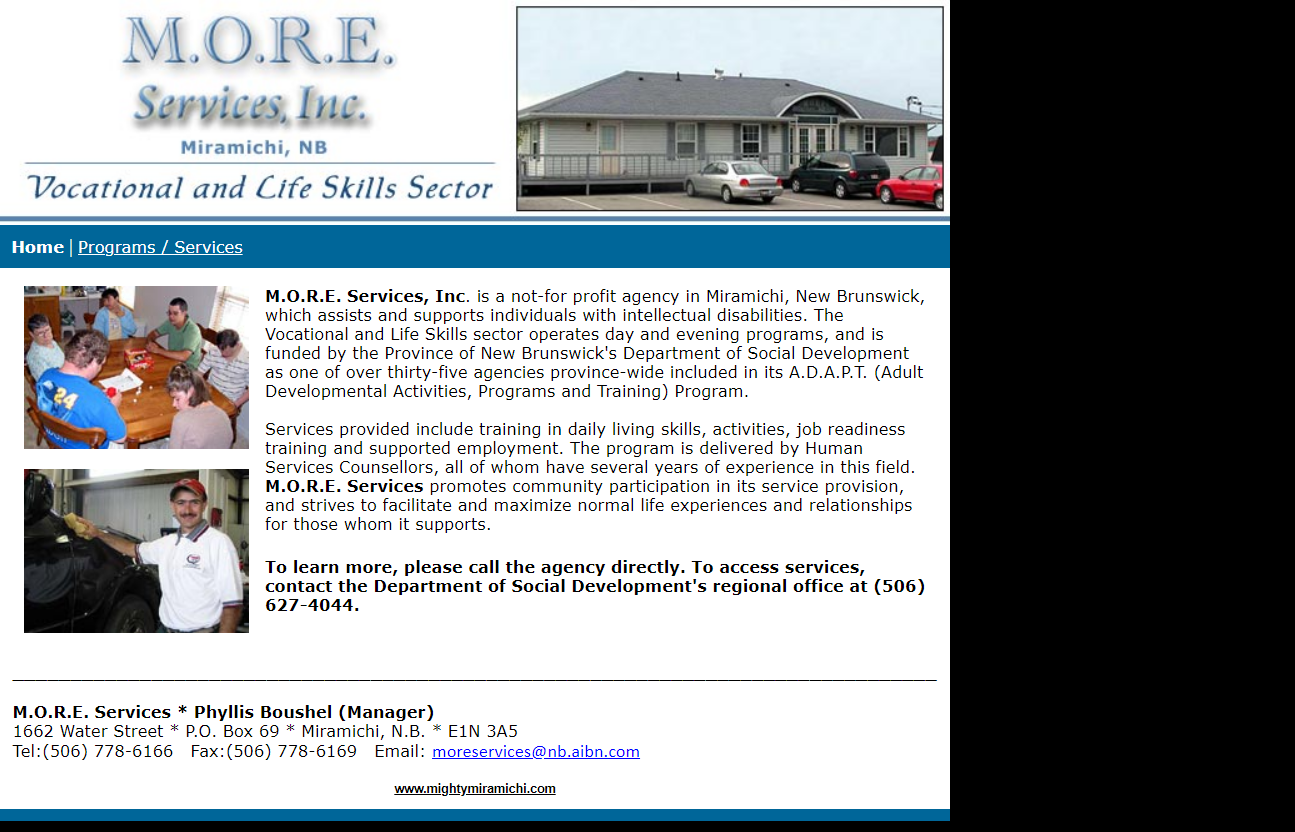 M.O.R.E.
Services, Inc.
Miramichi, NB
Vocational and Life Skills Sector
Home | Programs / Services
M.O.R.E. Services, Inc. is a not-for profit agency in Miramichi, New Brunswick,
which assists and supports individuals with intellectual disabilities. The
Vocational and Life Skills sector operates day and evening programs, and is
funded by the Province of New Brunswick's Department of Social Development
as one of over thirty-five agencies province-wide included in its A.D.A.P.T. (Adult
Developmental Activities, Programs and Training) Program.
Services provided include training in daily living skills, activities, job readiness
training and supported employment. The program is delivered by Human
Services Counsellors, all of whom have several years of experience in this field.
M.O.R.E. Services promotes community participation in its service provision,
and strives to facilitate and maximize normal life experiences and relationships
for those whom it supports.
To learn more, please call the agency directly. To access services,
contact the Department of Social Development's regional office at (506)
627-4044.
24
M.O.R.E. Services * Phyllis Boushel (Manager)
1662 Water Street * P.O. Box 69 * Miramichi, N.B. * E1N 3A5
Tel:(506) 778-6166 Fax:(506) 778-6169 Email: moreservices@nb.aibn.com
www.mightymiramichi.com